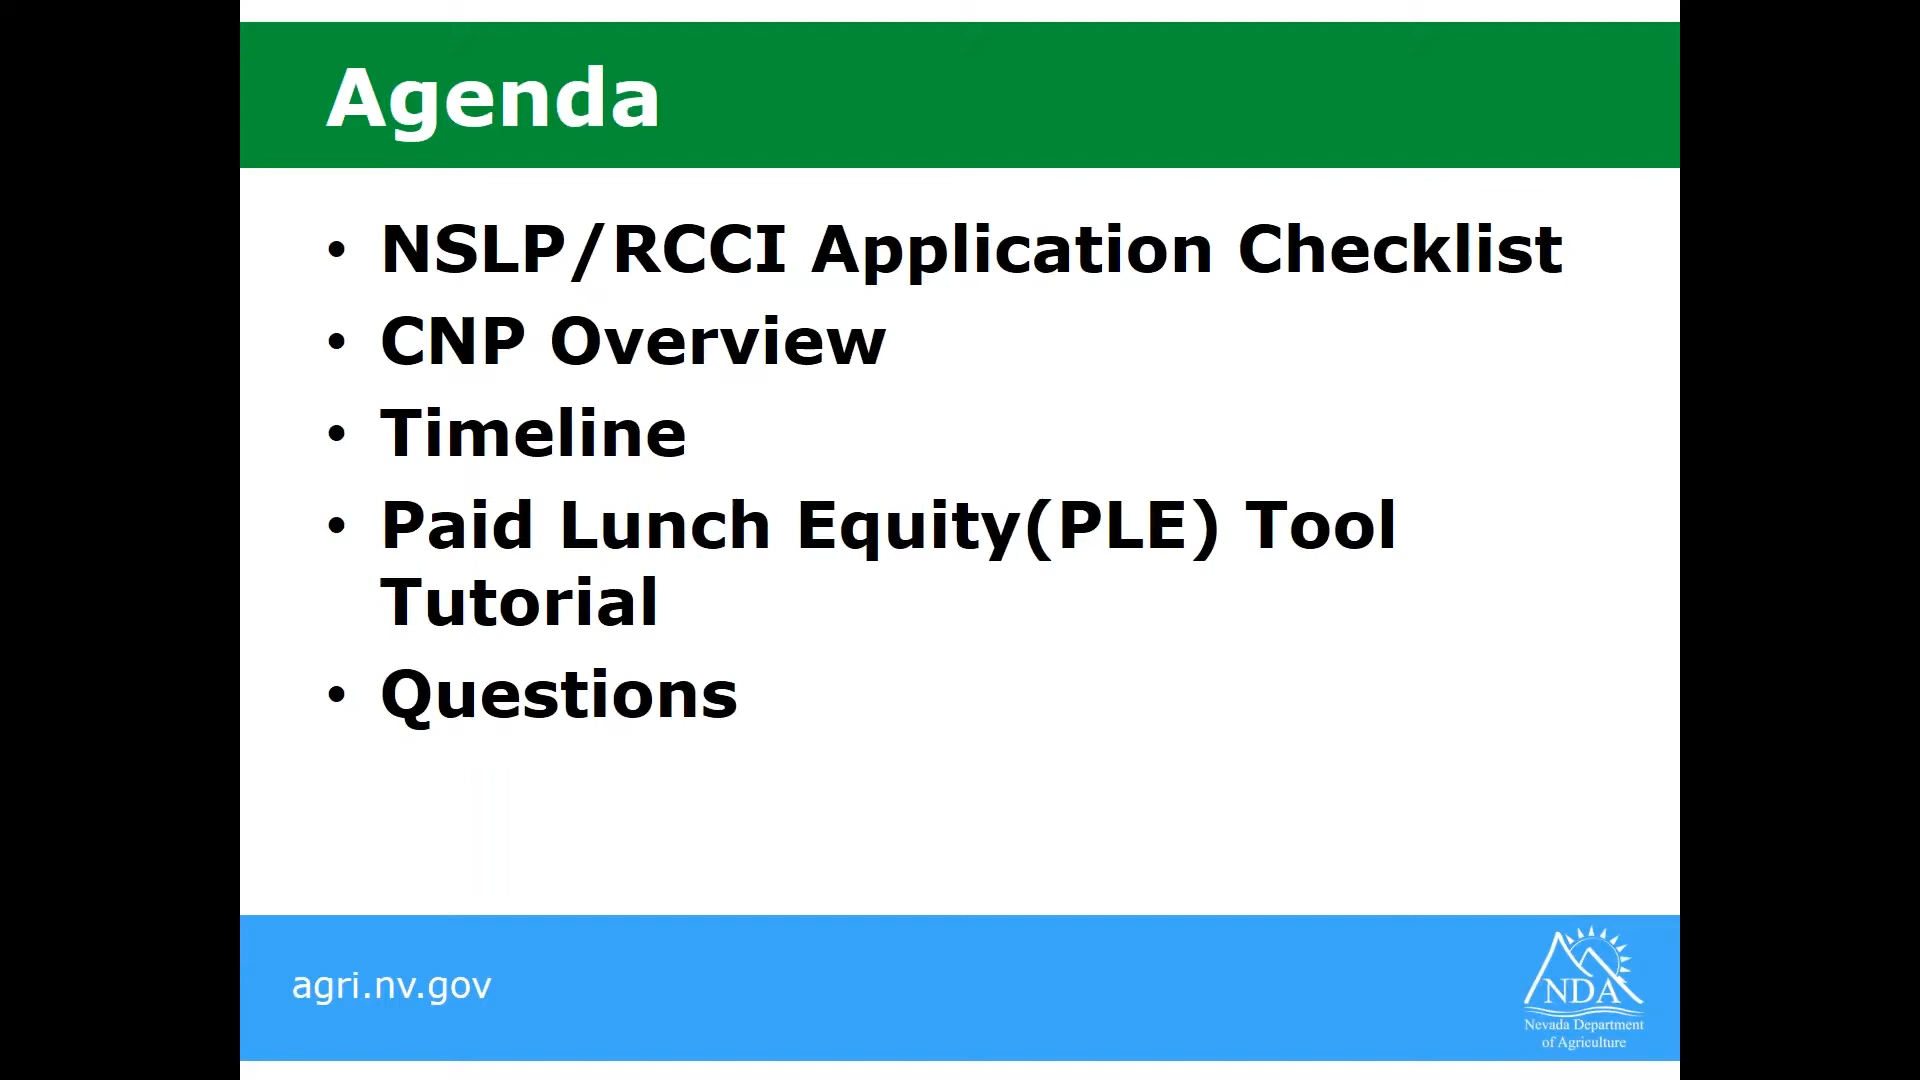 Agenda
• NSLP/RCCI Application Checklist
• CNP Overview
• Timeline
• Paid Lunch Equity(PLE) Tool
Tutorial
• Questions
agri.nv.gov
NDA
Nevada Department
of Agriculture